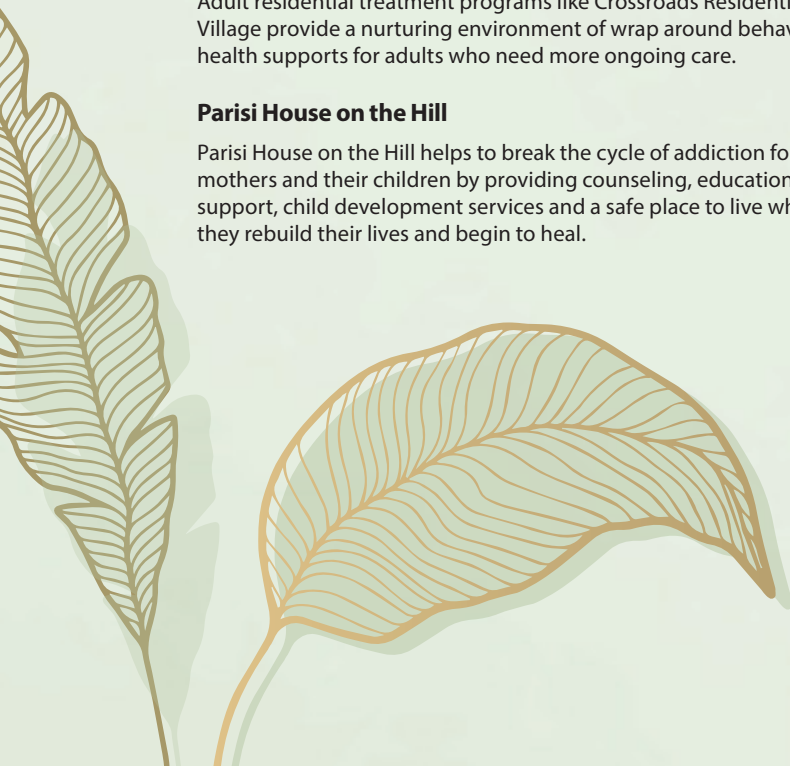 Adult residential treatment programs like Crossroads Residenti
Village provide a nurturing environment of wrap around behav
health supports for adults who need more ongoing care.
Parisi House on the Hill
Parisi House on the Hill helps to break the cycle of addiction fo
mothers and their children by providing counseling, education
support, child development services and a safe place to live wh
they rebuild their lives and begin to heal.